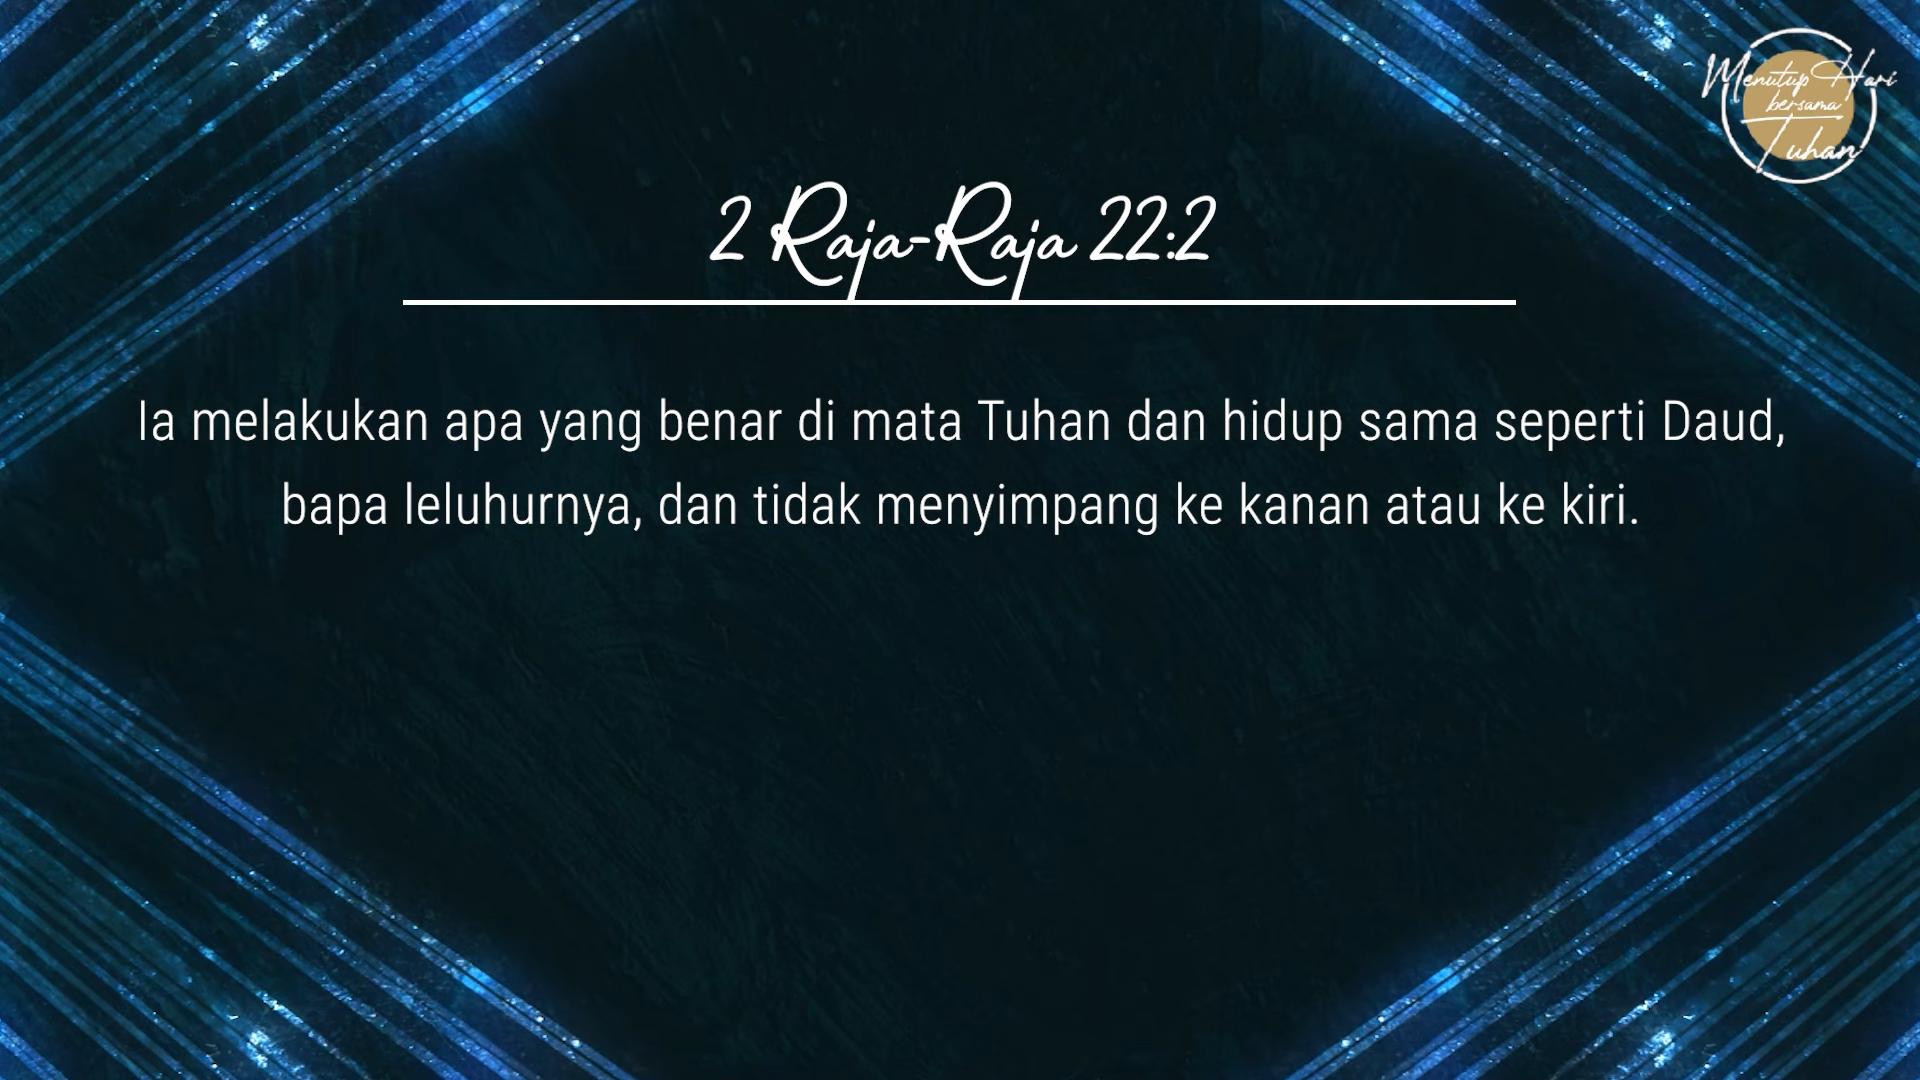 Menutup Hari
bersama
Tuhan
2 Raja-Raja 22:2
Ia melakukan apa yang benar di mata Tuhan dan hidup sama seperti Daud,
bapa leluhurnya, dan tidak menyimpang ke kanan atau ke kiri.